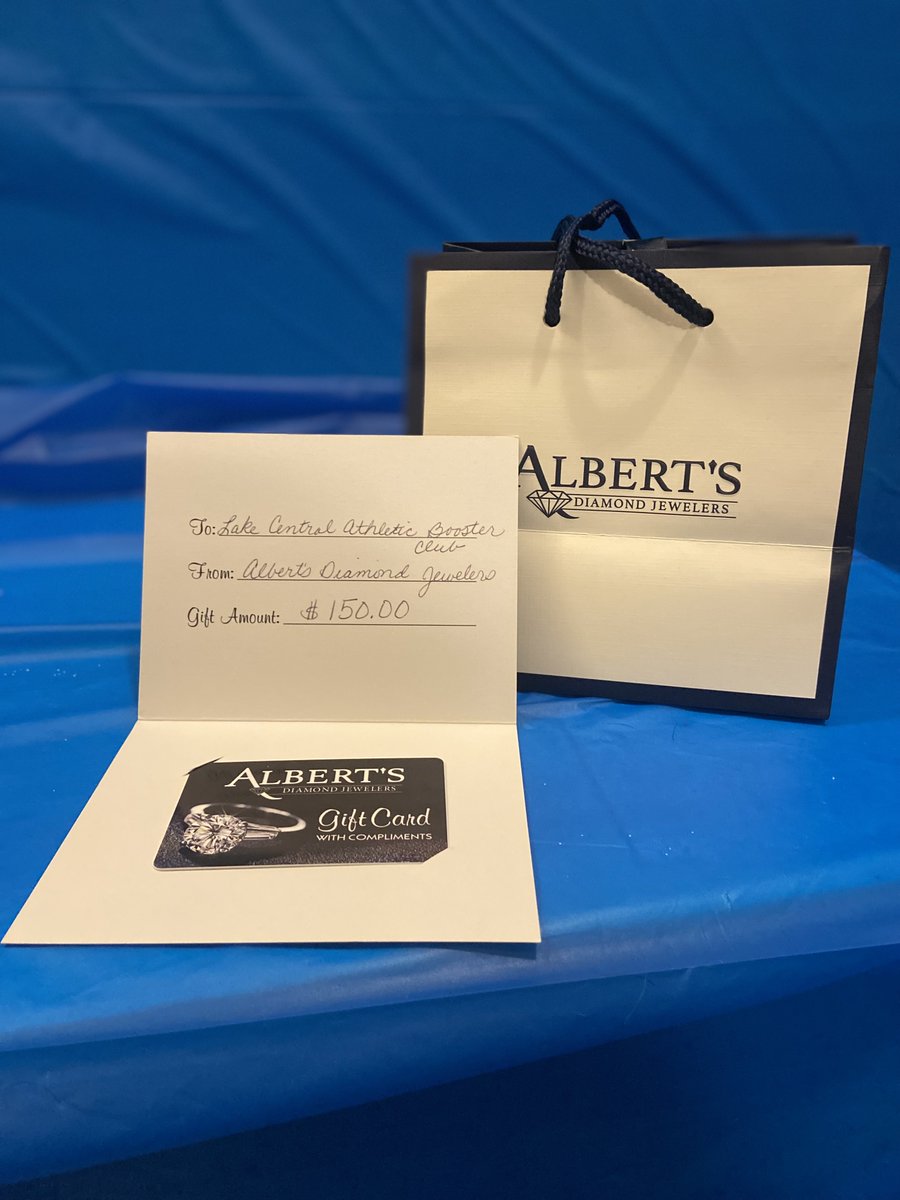 ALBERT'S
DIAMOND JEWELERS
To: Lake Central Athletic Booster
Club
From: Albert's Diamond Jewelers
Gift Amount: $150.00
ALBERT'S
DIAMOND JEWELERS
Gift Card
WITH COMPLIMENTS